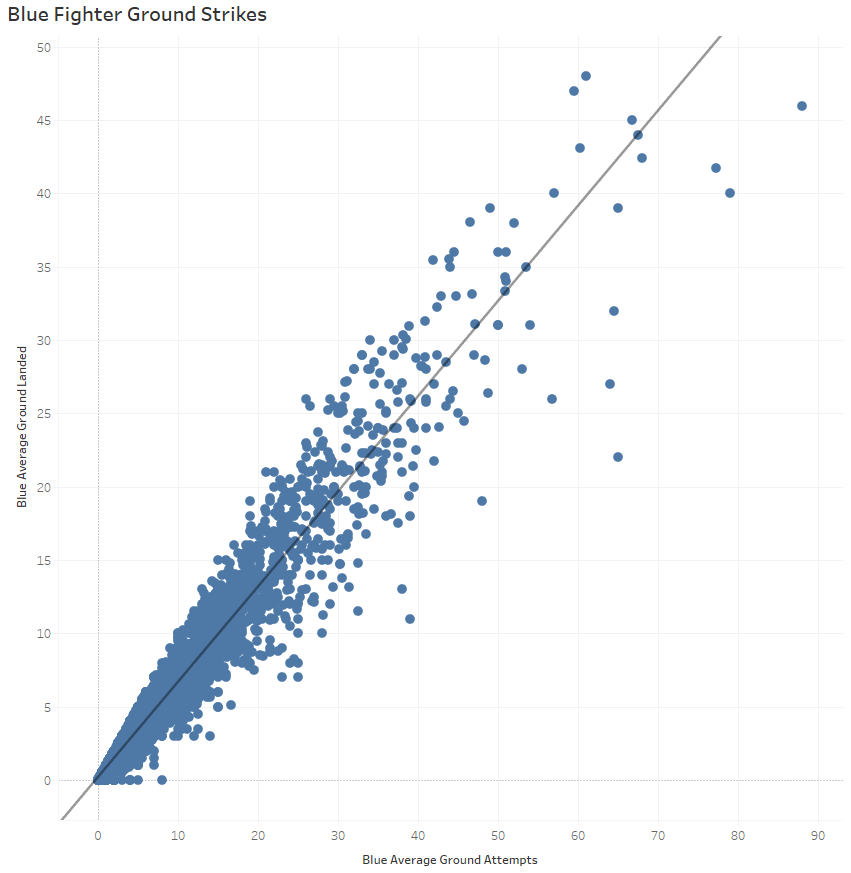 Blue Fighter Ground Strikes
50
45
40
35
30
25
20
15
10
5
0
Blue Average Ground Landed
0 10 20 30 40 50 60 70 80 90
Blue Average Ground Attempts